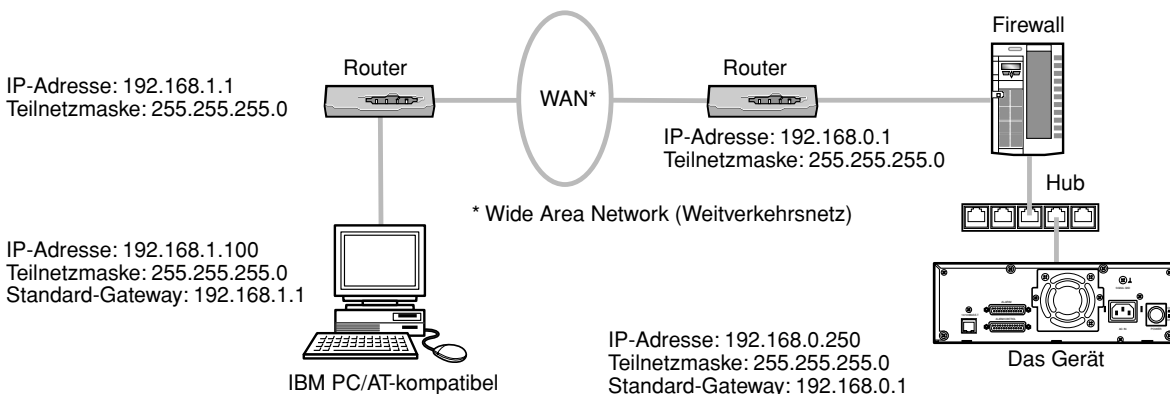 Firewall
IP-Adresse: 192.168.1.1
Teilnetzmaske: 255.255.255.0
Router
WAN*
Router
IP-Adresse: 192.168.0.1
Teilnetzmaske: 255.255.255.0
Hub
* Wide Area Network (Weitverkehrsnetz)
IP-Adresse: 192.168.1.100
Teilnetzmaske: 255.255.255.0
Standard-Gateway: 192.168.1.1
IBM PC/AT-kompatibel
IP-Adresse: 192.168.0.250
Teilnetzmaske: 255.255.255.0
Standard-Gateway: 192.168.0.1
Das Gerät